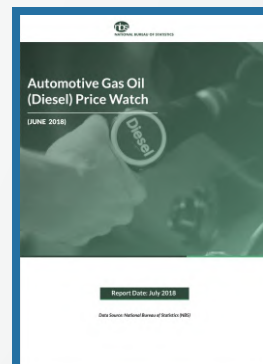 NATIONAL BUREAU OF STATISTICS
Automotive Gas Oil
(Diesel) Price Watch
(JUNE 2018)
Diesel
Report Date: July 2018
Data Source: National Bureau of Statistics (NBS)